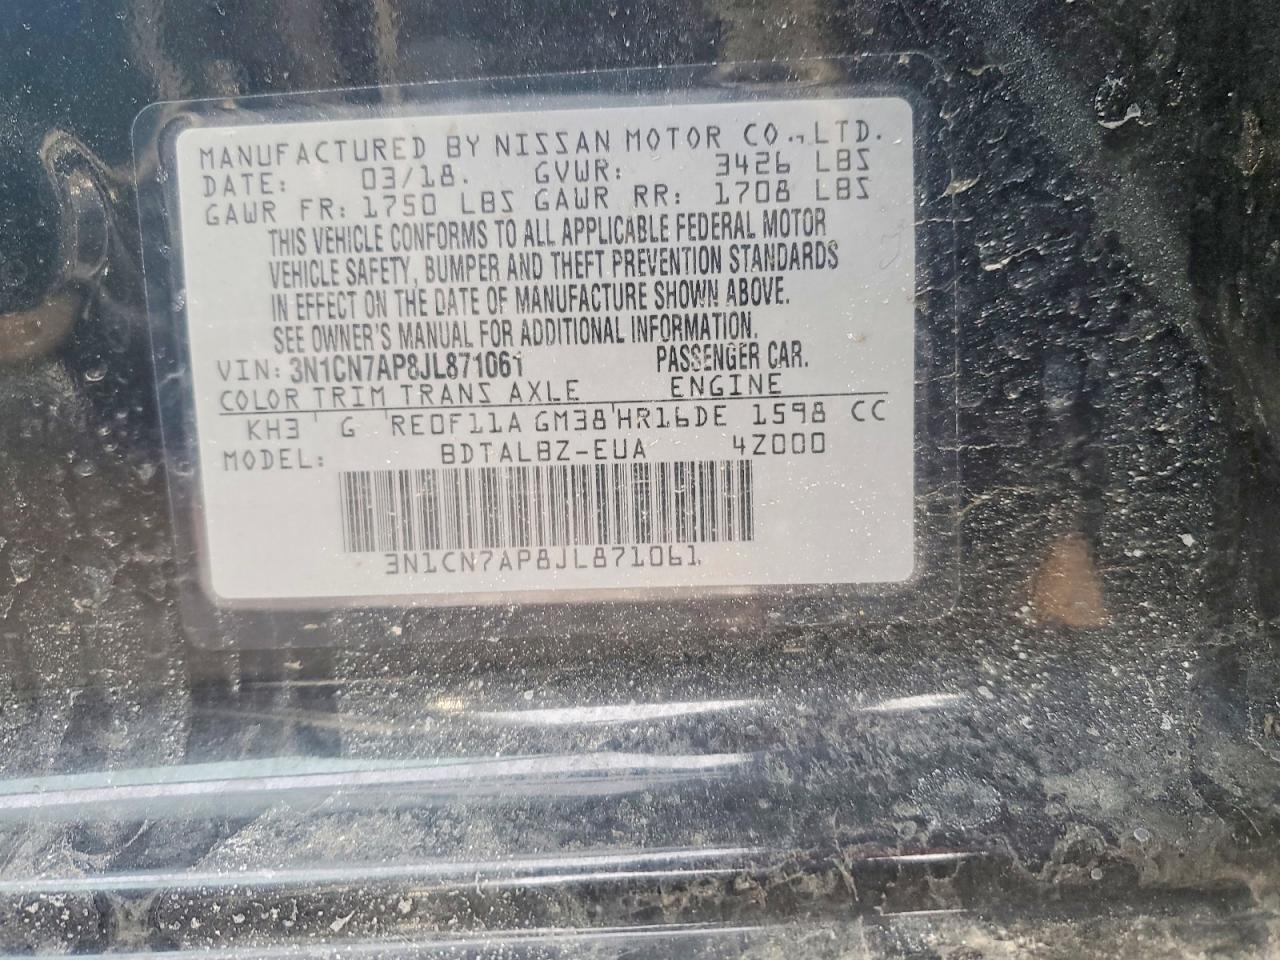 MANUFACTURED BY NISSAN MOTOR CO., LTD.
DATE: 03/18. GVWR: 3426 LBS
GAWR FR: 1750 LBS GAWR RR: 1708 LBS
THIS VEHICLE CONFORMS TO ALL APPLICABLE FEDERAL MOTOR
VEHICLE SAFETY, BUMPER AND THEFT PREVENTION STANDARDS
IN EFFECT ON THE DATE OF MANUFACTURE SHOWN ABOVE.
SEE OWNER'S MANUAL FOR ADDITIONAL INFORMATION.
VIN: 3N1CN7AP8JL871061 PASSENGER CAR.
COLOR TRIM TRANS AXLE ENGINE
KH3 G RE0F11A GM38 HR16DE 1598 CC
MODEL: BDTALBZ-EUA 4Z000
3N1CN7AP8JL871061